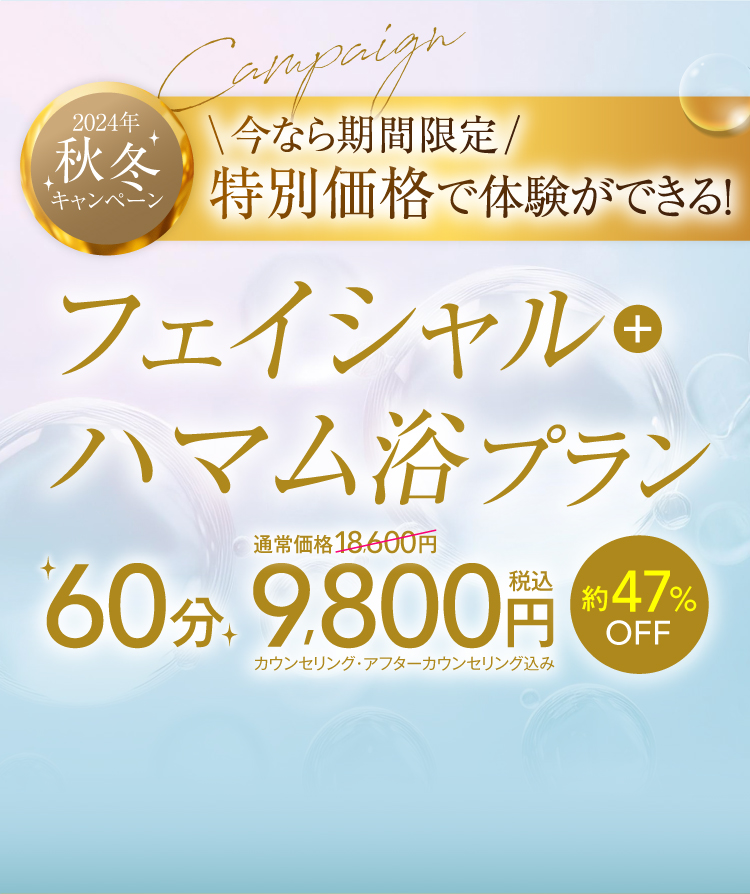 Campaign
2024年
秋冬
キャンペーン
\今なら期間限定/
特別価格で体験ができる!
フェイシャル+
ハマム浴プラン
通常価格18,600円
60分 9,800円 税込
カウンセリング・アフターカウンセリング込み
約47%
OFF